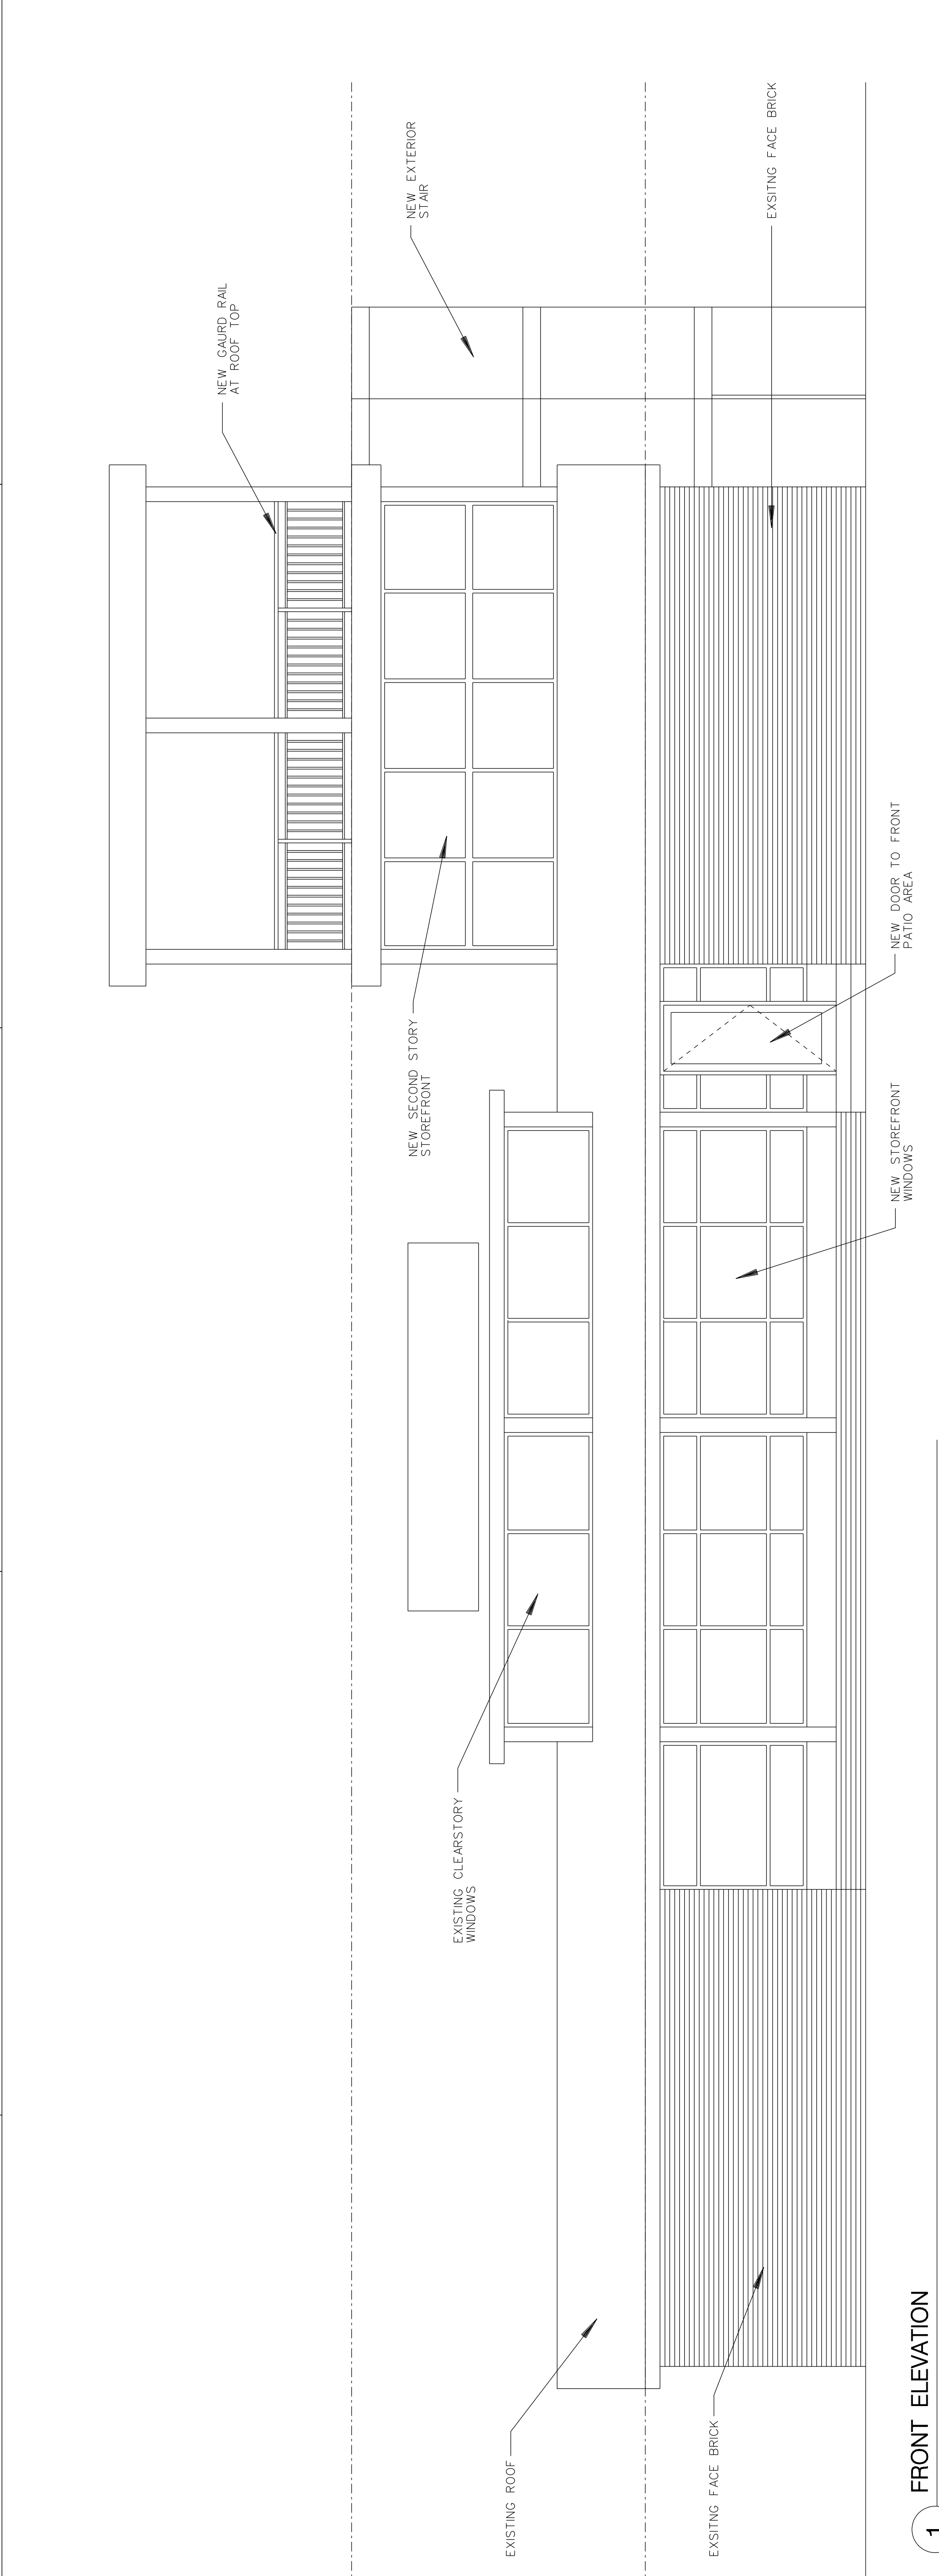 NEW GAURD RAIL
AT ROOF TOP
NEW EXTERIOR
STAIR
NEW SECOND STORY
STOREFRONT
EXISTING CLEARSTORY
WINDOWS
EXISTING ROOF
EXSITNG FACE BRICK
EXSITNG FACE BRICK
NEW DOOR TO FRONT
PATIO AREA
NEW STOREFRONT
WINDOWS
1
FRONT ELEVATION